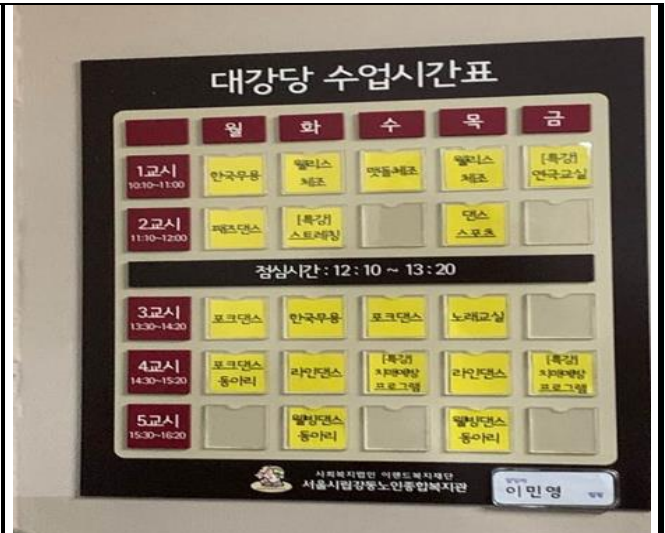 대강당 수업시간표
월 화 수 목 금
1교시 한국무용 웰리스 맷돌체조 웰리스 [특강]
10:10~11:00 체조 체조 연극교실
2교시 재즈댄스 [특강] 댄스
11:10~12:00 스트레칭 스포츠
점심시간 : 12:10 ~ 13:20
3교시 포크댄스 한국무용 포크댄스 노래교실
13:30~14:20
4교시 포크댄스 라인댄스 [특강] 라인댄스 [특강]
14:30~15:20 동아리 치매예방 치매예방
프로그램 프로그램
5교시 웰빙댄스 웰빙댄스
15:30~16:20 동아리 동아리
사회복지법인 이랜드복지재단
서울시립강동노인종합복지관
이민영